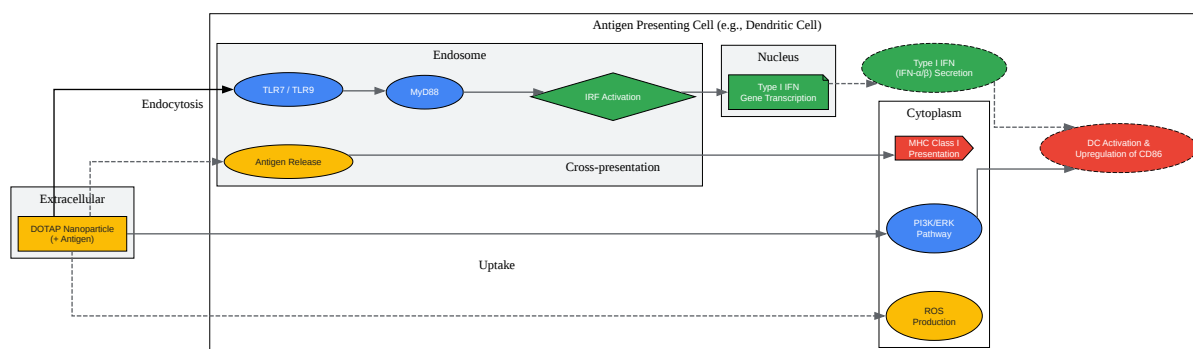 Antigen Presenting Cell (e.g., Dendritic Cell)
Endosome
Nucleus
Type I IFN
(IFN-α/β) Secretion
TLR7 / TLR9
MyD88
IRF Activation
Type I IFN
Gene Transcription
Endocytosis
Cytoplasm
MHC Class I
Presentation
DC Activation &
Upregulation of CD86
Antigen Release
Cross-presentation
Extracellular
DOTAP Nanoparticle
(+ Antigen)
PI3K/ERK
Pathway
Uptake
ROS
Production